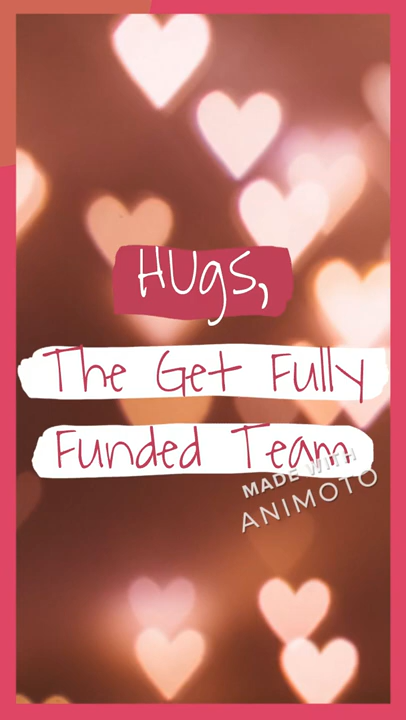 Hugs,
The Get Fully
Funded Team
MADE WITH
ANIMOTO